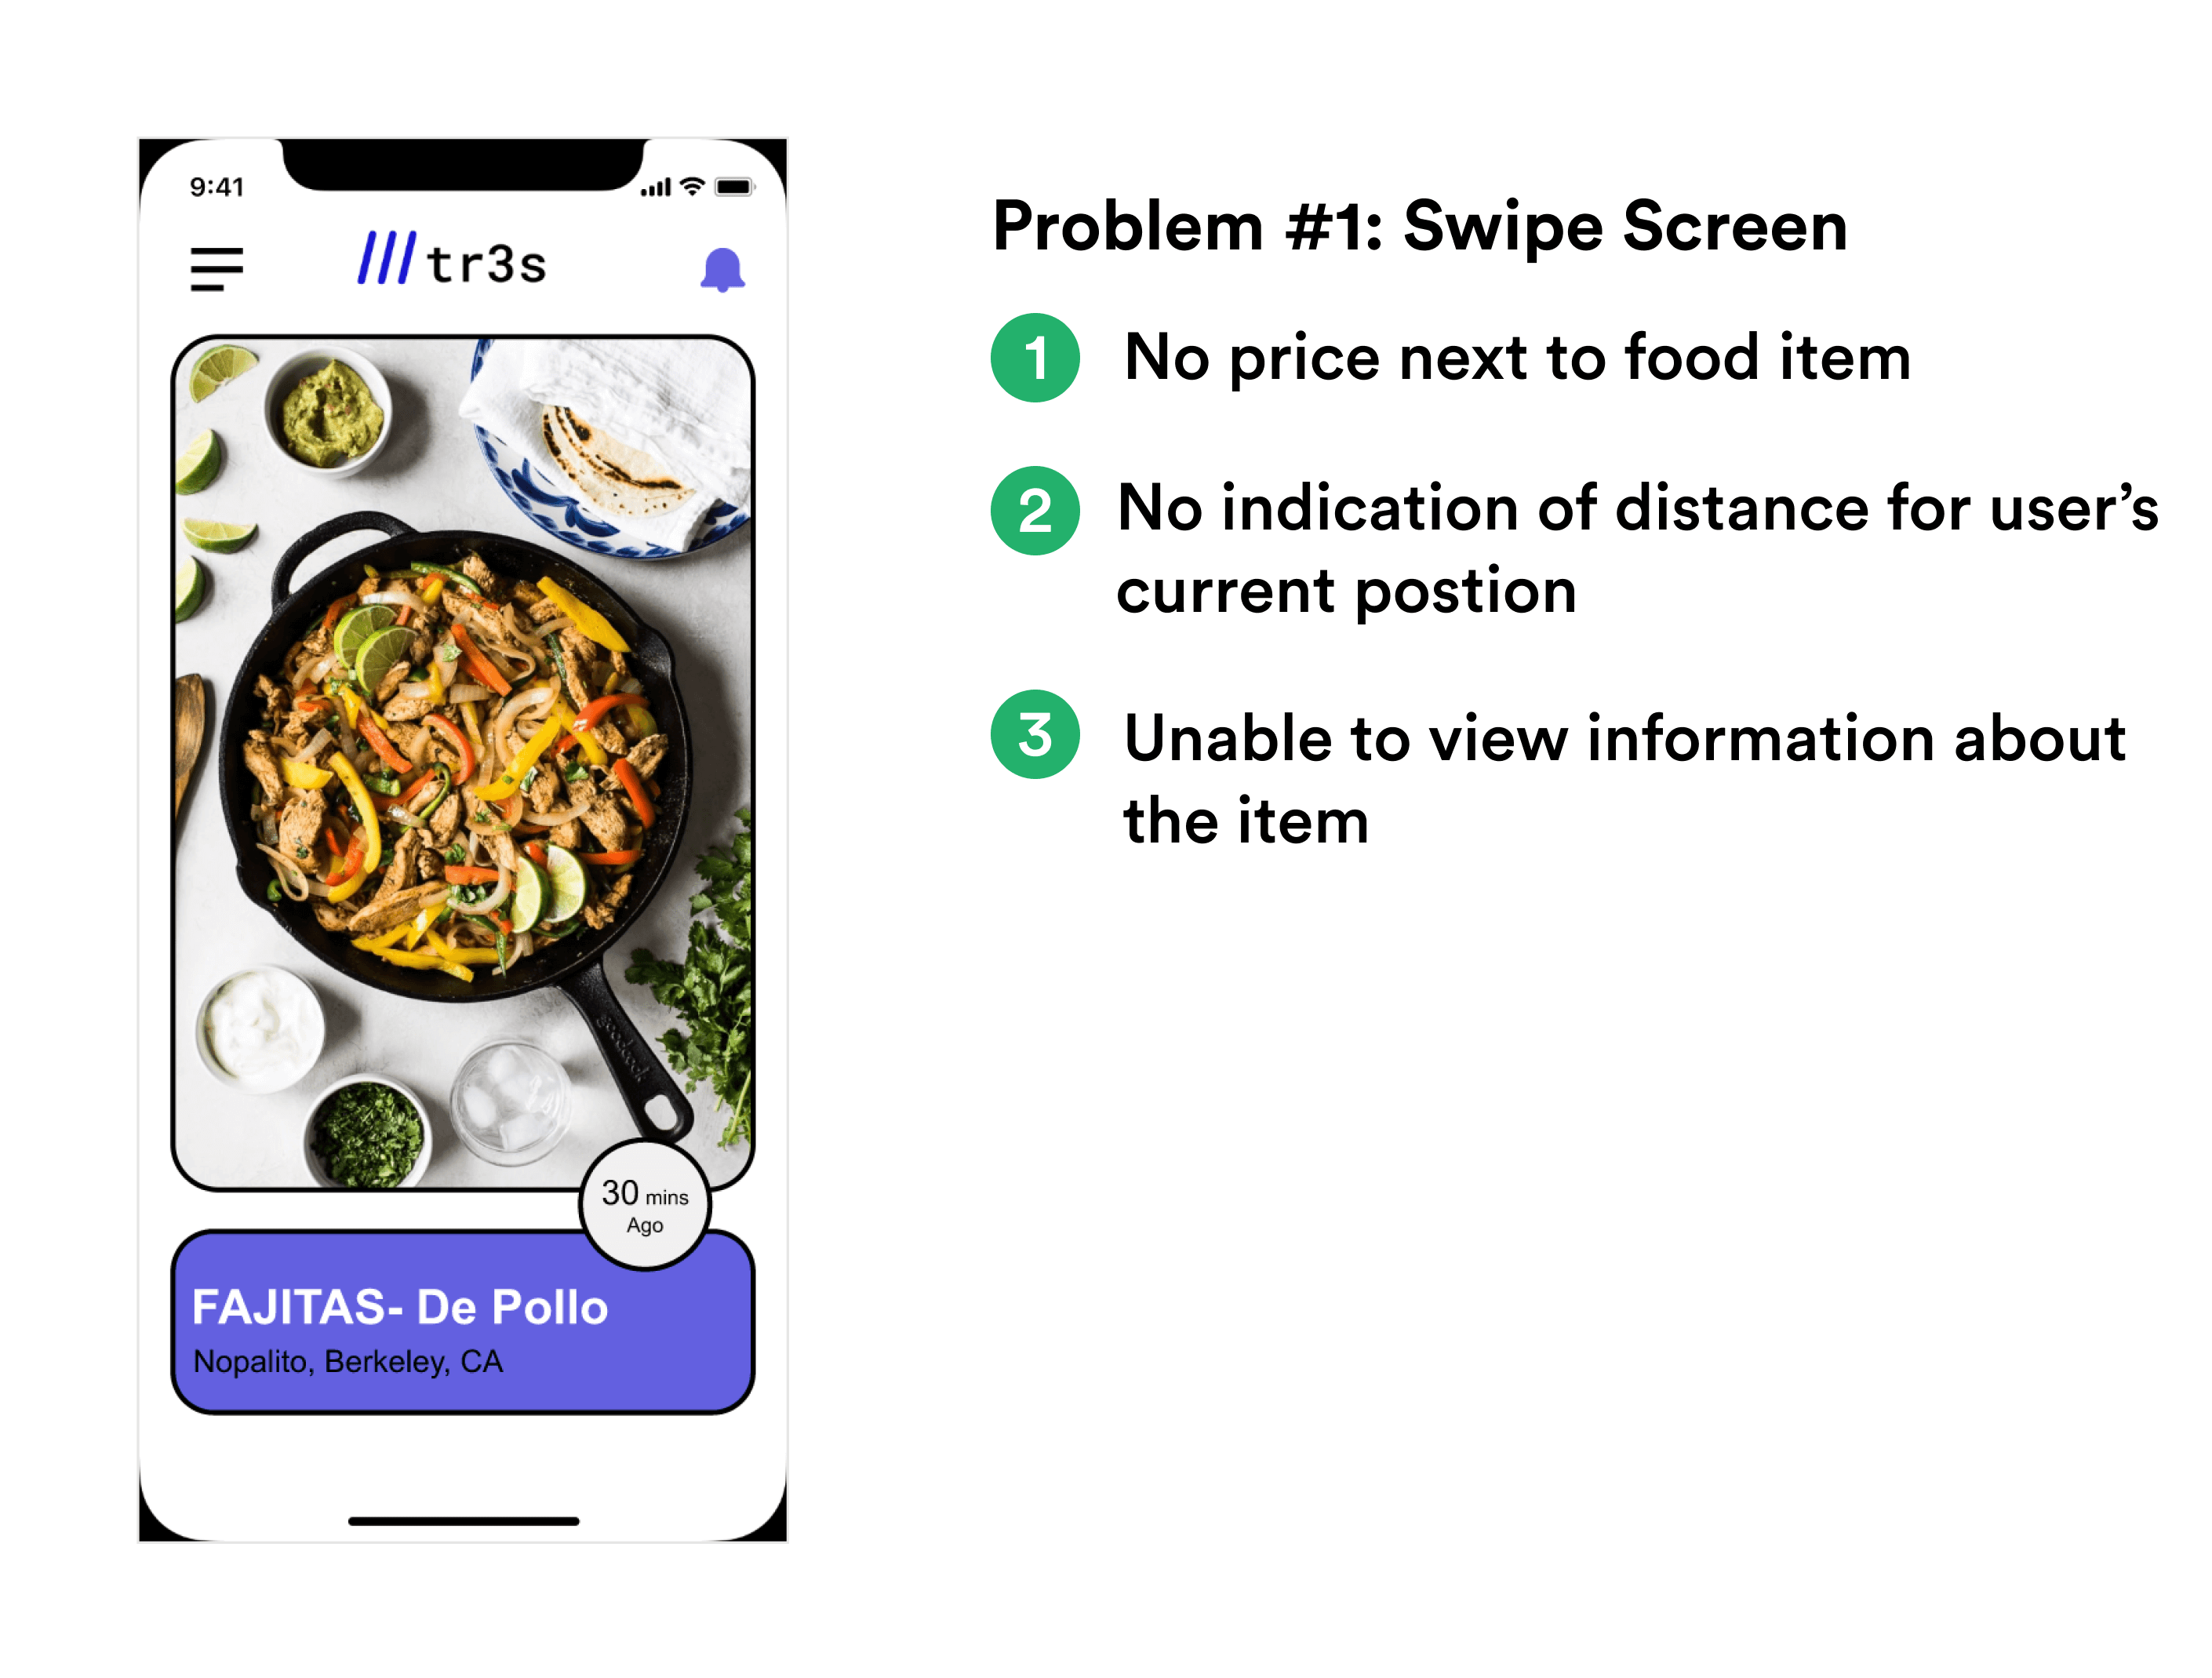 9:41
tr3s
30 mins
Ago
FAJITAS- De Pollo
Nopalito, Berkeley, CA
Problem #1: Swipe Screen
1 No price next to food item
2 No indication of distance for user’s
current postion
3 Unable to view information about
the item